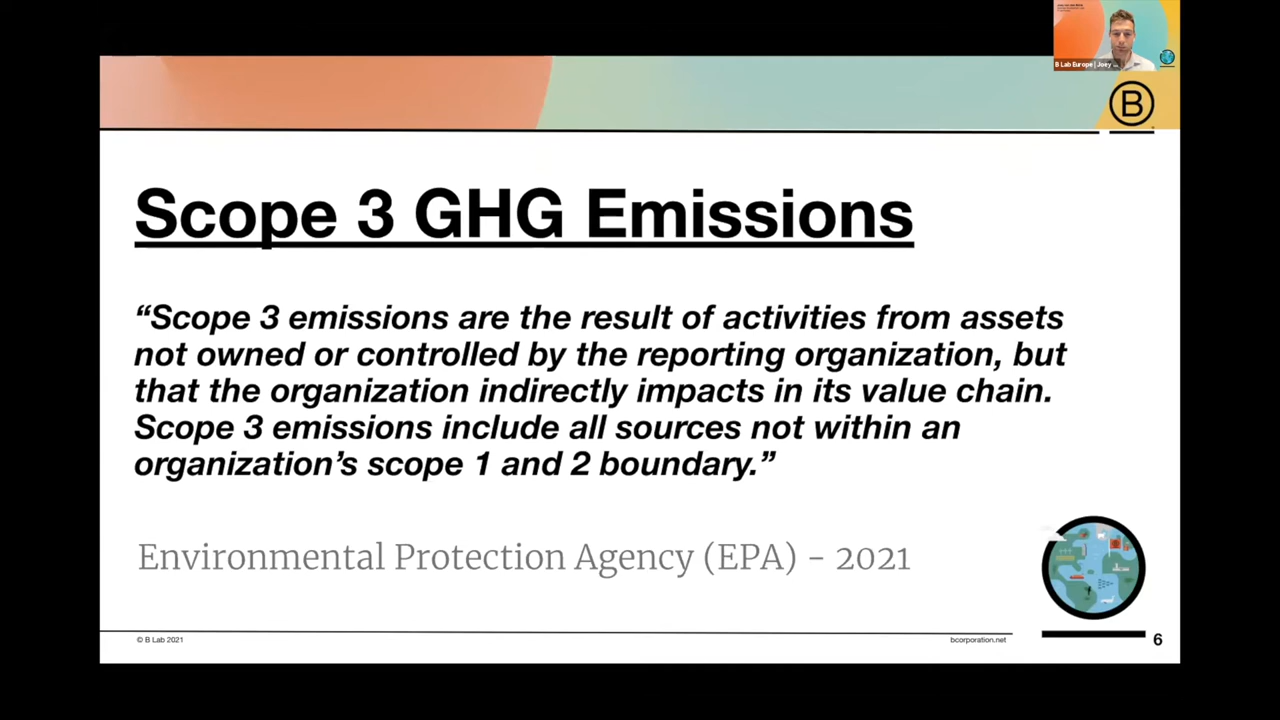 B Lab Europe | Joey
B
Scope 3 GHG Emissions
“Scope 3 emissions are the result of activities from assets
not owned or controlled by the reporting organization, but
that the organization indirectly impacts in its value chain.
Scope 3 emissions include all sources not within an
organization’s scope 1 and 2 boundary.”
Environmental Protection Agency (EPA) – 2021
© B Lab 2021
bcorporation.net
6